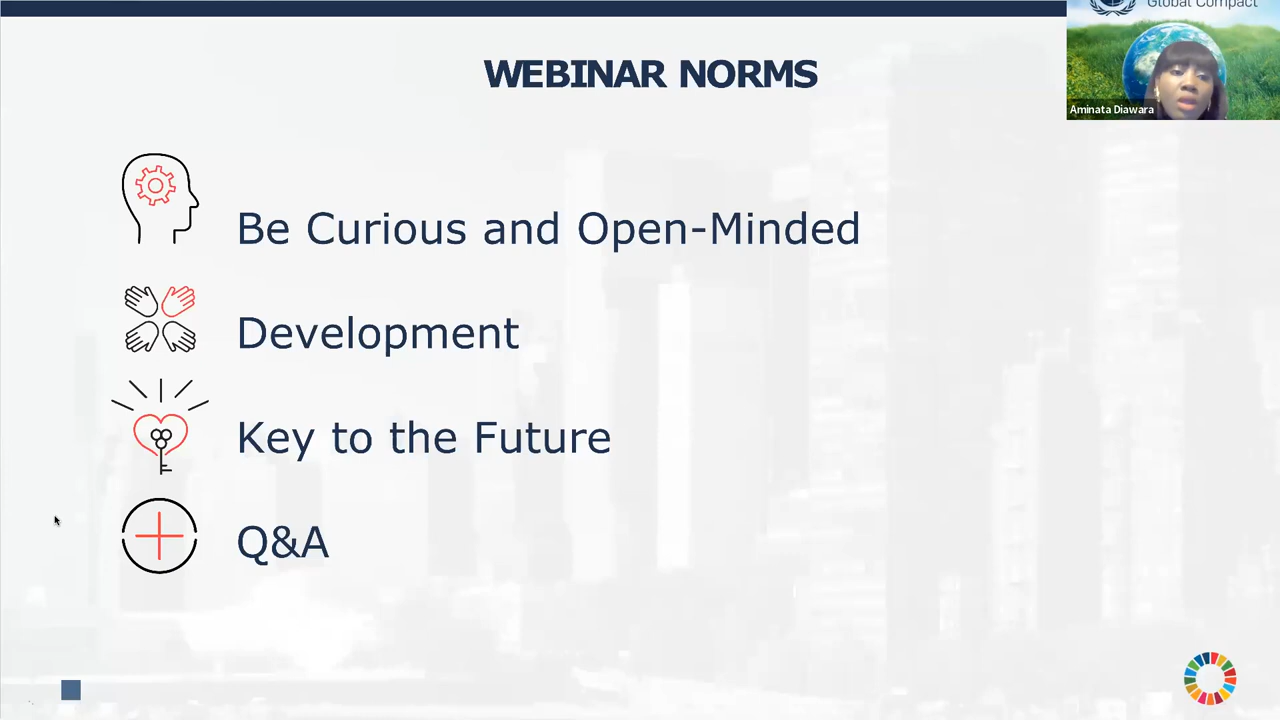 Global Compact
WEBINAR NORMS
Aminata Diawara
Be Curious and Open-Minded
Development
Key to the Future
Q&A